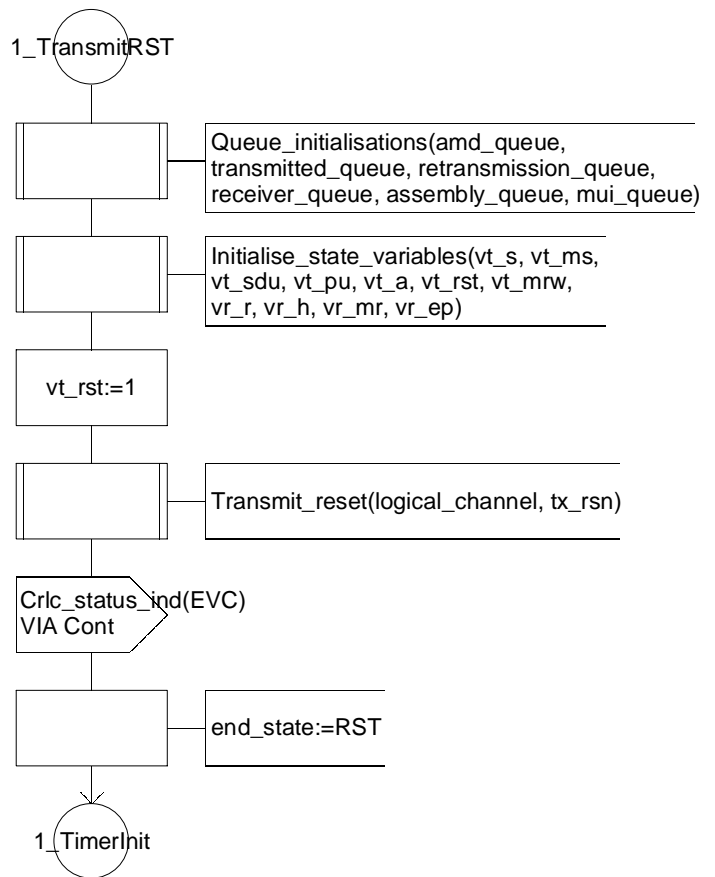 1_TransmitRST
Queue_initialisations(amd_queue,
transmitted_queue, retransmission_queue,
receiver_queue, assembly_queue, mui_queue)
Initialise_state_variables(vt_s, vt_ms,
vt_sdu, vt_pu, vt_a, vt_rst, vt_mrw,
vr_r, vr_h, vr_mr, vr_ep)
vt_rst:=1
Transmit_reset(logical_channel, tx_rsn)
Crlc_status_ind(EVC)
VIA Cont
end_state:=RST
1_TimerInit